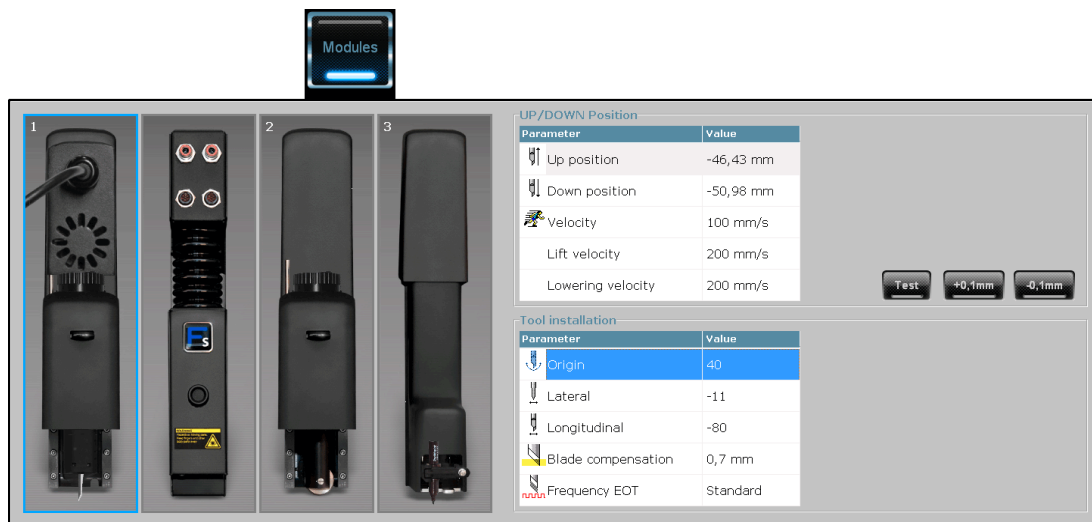 Modules
1
2
3
Fs
UP/DOWN Position
Parameter Value
Up position -46,43 mm
Down position -50,98 mm
Velocity 100 mm/s
Lift velocity 200 mm/s
Lowering velocity 200 mm/s
Test +0,1mm -0,1mm
Tool installation
Parameter Value
Origin 40
Lateral -11
Longitudinal -80
Blade compensation 0,7 mm
Frequency EOT Standard